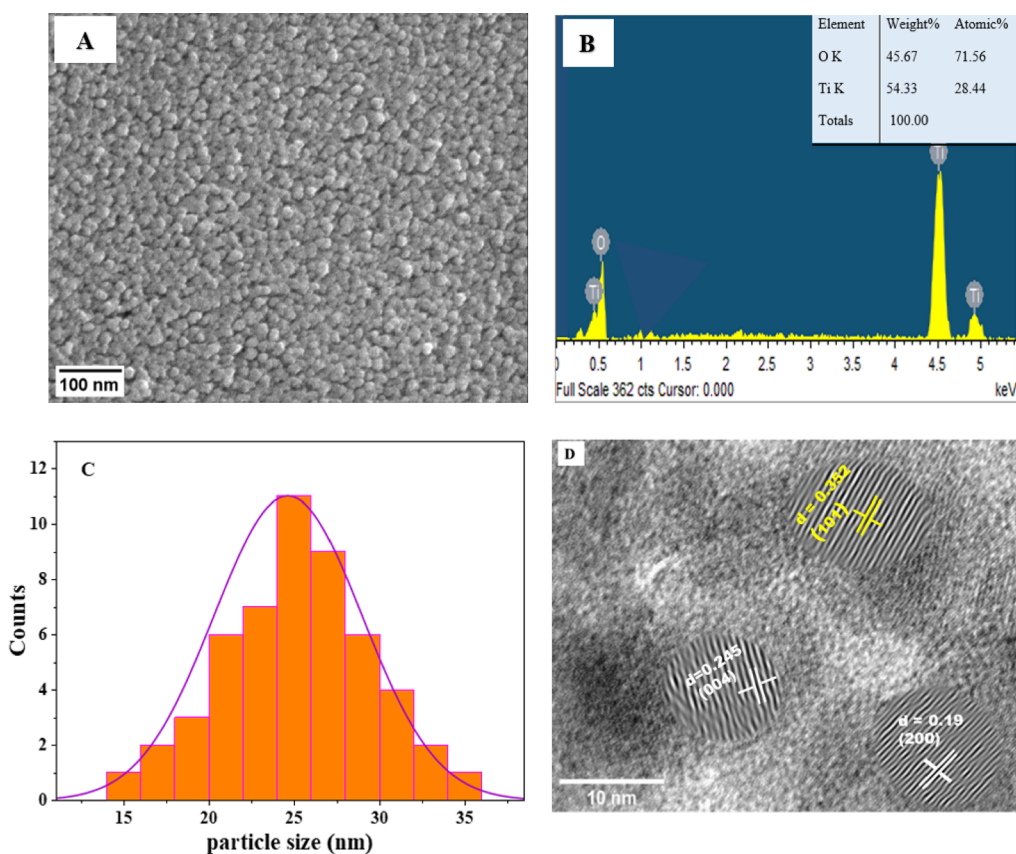 A
100 nm
B
Element Weight% Atomic%
O K 45.67 71.56
Ti K 54.33 28.44
Totals 100.00
Ti
O
Ti
Ti
0 0.5 1 1.5 2 2.5 3 3.5 4 4.5 5
Full Scale 362 cts Cursor: 0.000 keV
C
Counts
12
10
8
6
4
2
0
15 20 25 30 35
particle size (nm)
D
d = 0.352
(101)
d=0.245
(004)
d = 0.19
(200)
10 nm